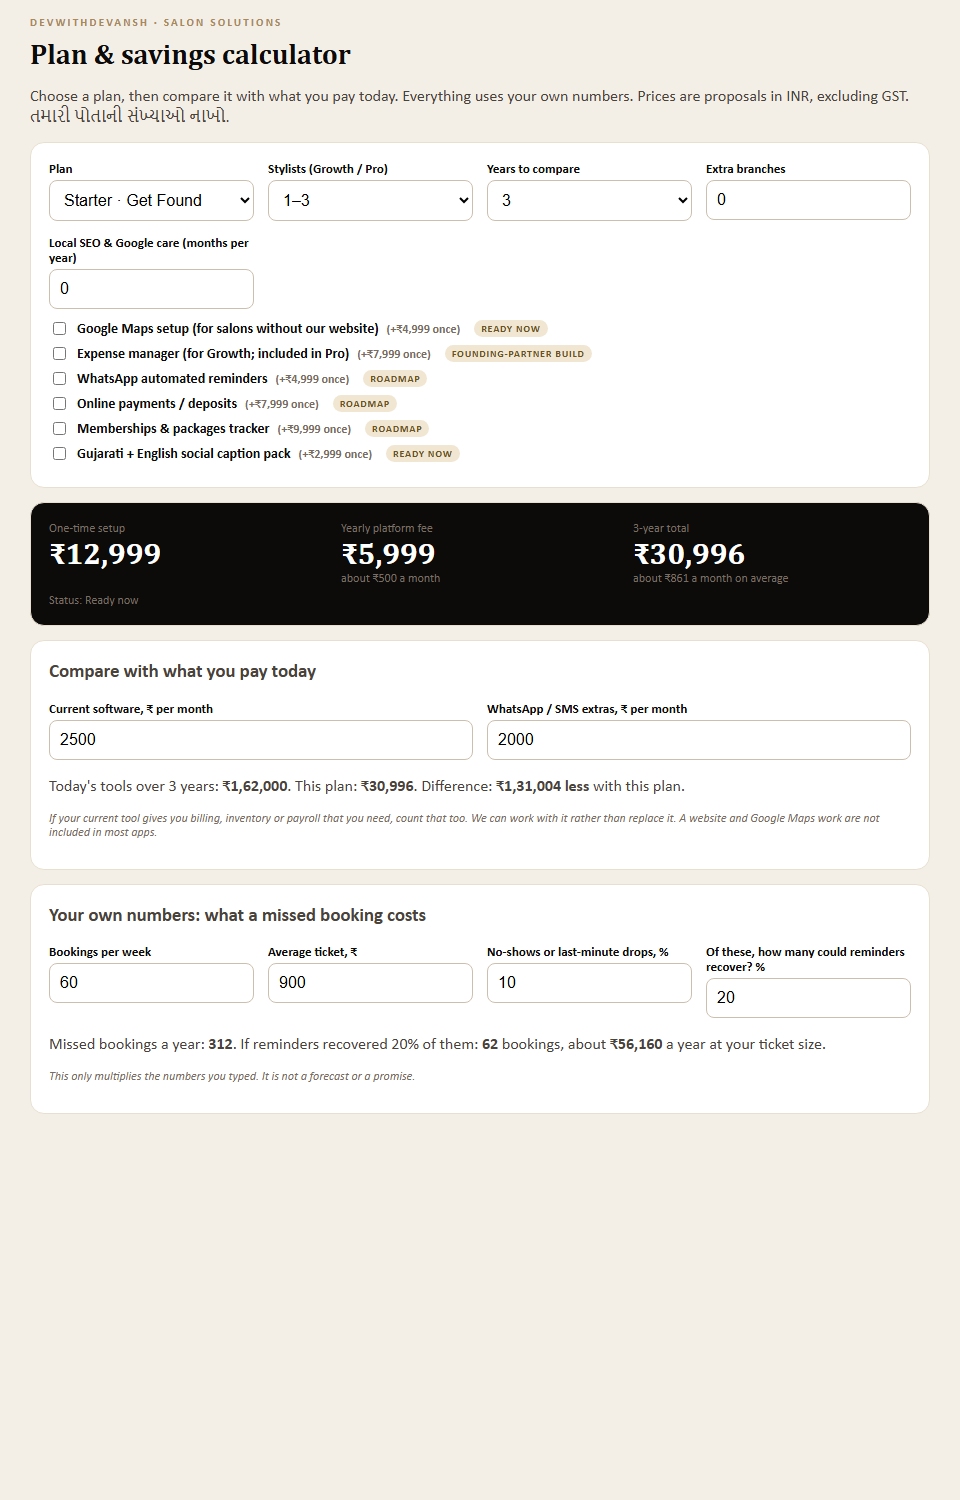 DEVWITHDEVANSH · SALON SOLUTIONS
Plan & savings calculator
Choose a plan, then compare it with what you pay today. Everything uses your own numbers. Prices are proposals in INR, excluding GST.
તમારી પોતાની સંખ્યાઓ નાખો.
Plan
Stylists (Growth / Pro)
Years to compare
Extra branches
Starter · Get Found
1–3
3
0
Local SEO & Google care (months per
year)
0
Google Maps setup (for salons without our website) (+₹4,999 once) READY NOW
Expense manager (for Growth; included in Pro) (+₹7,999 once) FOUNDING-PARTNER BUILD
WhatsApp automated reminders (+₹4,999 once) ROADMAP
Online payments / deposits (+₹7,999 once) ROADMAP
Memberships & packages tracker (+₹9,999 once) ROADMAP
Gujarati + English social caption pack (+₹2,999 once) READY NOW
One-time setup
₹12,999
Yearly platform fee
₹5,999
about ₹500 a month
3-year total
₹30,996
about ₹861 a month on average
Status: Ready now
Compare with what you pay today
Current software, ₹ per month
WhatsApp / SMS extras, ₹ per month
2500
2000
Today's tools over 3 years: ₹1,62,000. This plan: ₹30,996. Difference: ₹1,31,004 less with this plan.
If your current tool gives you billing, inventory or payroll that you need, count that too. We can work with it rather than replace it. A website and Google Maps work are not
included in most apps.
Your own numbers: what a missed booking costs
Bookings per week
Average ticket, ₹
No-shows or last-minute drops, %
Of these, how many could reminders
recover? %
60
900
10
20
Missed bookings a year: 312. If reminders recovered 20% of them: 62 bookings, about ₹56,160 a year at your ticket size.
This only multiplies the numbers you typed. It is not a forecast or a promise.